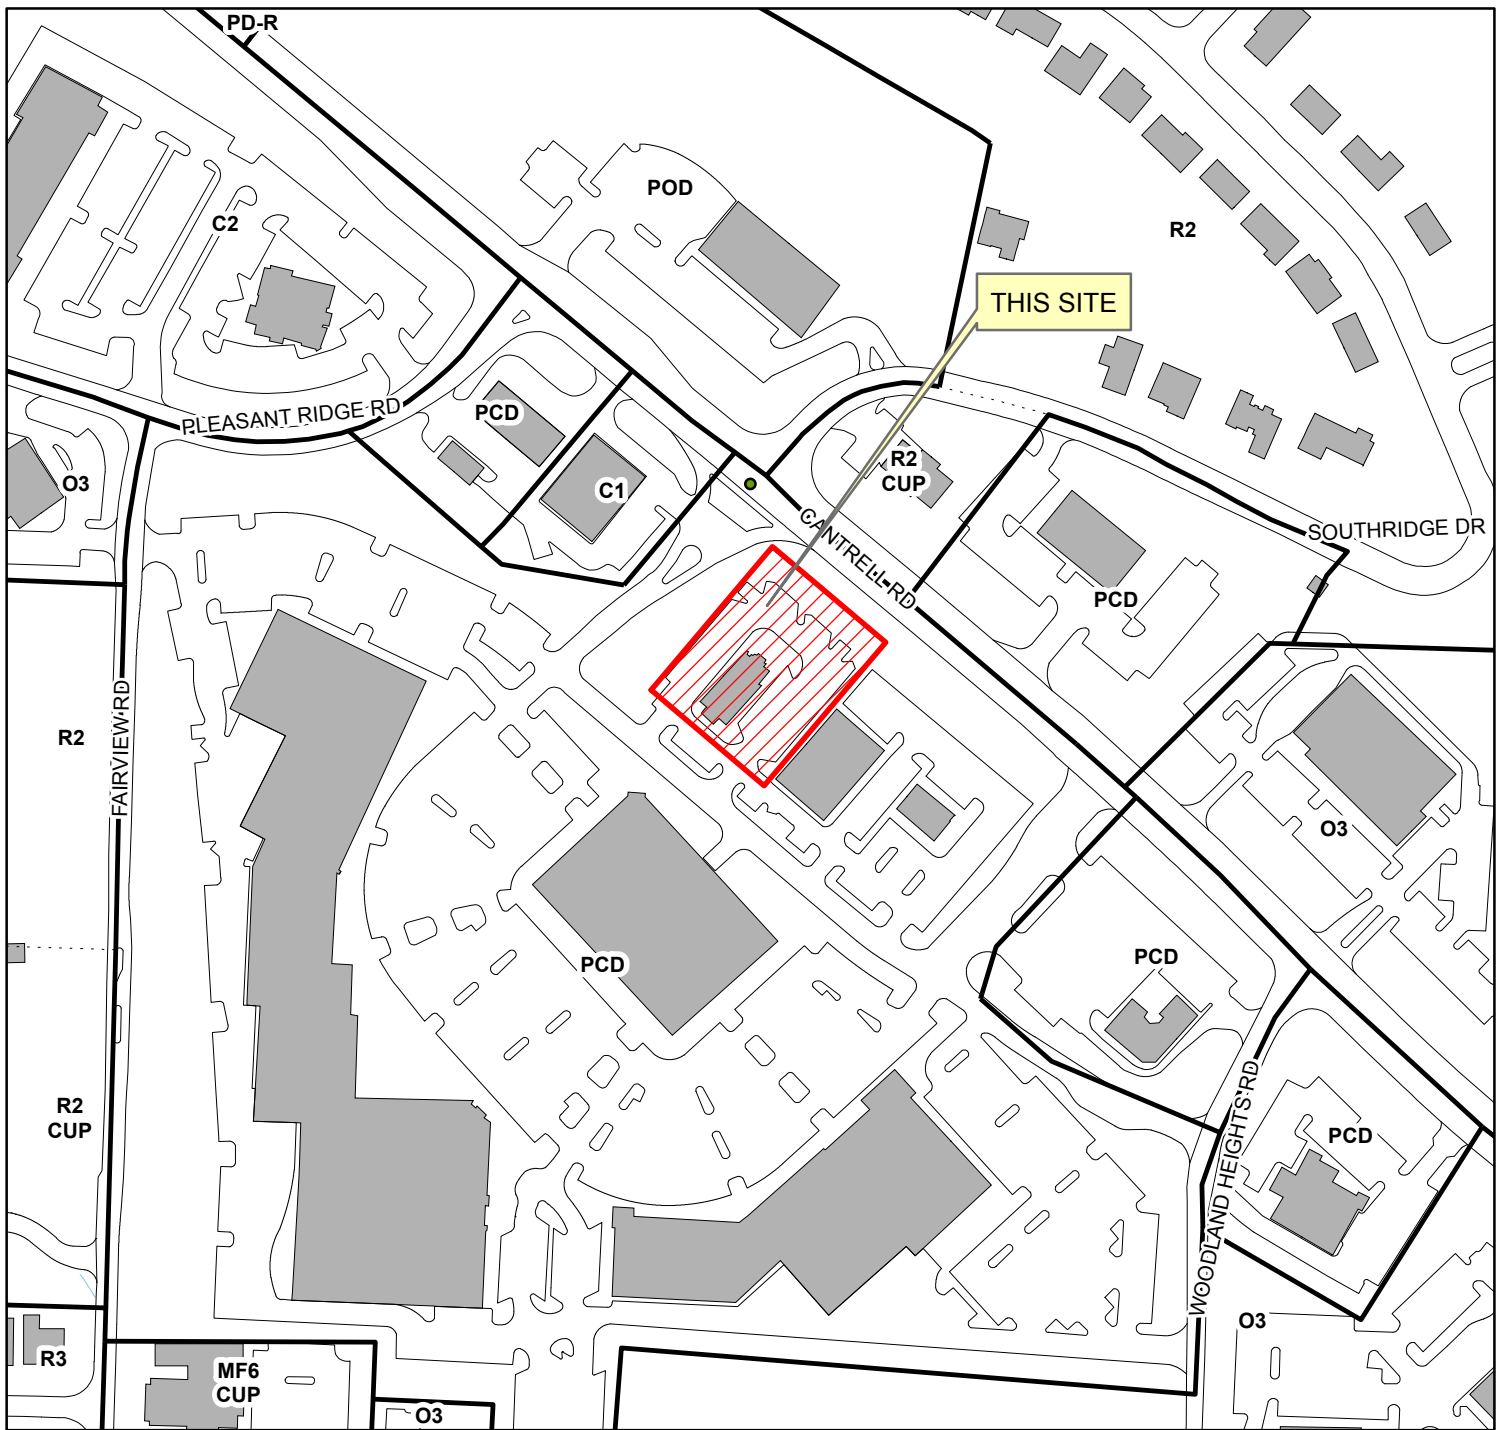 PD-R
POD
C2
R2
THIS SITE
PLEASANT RIDGE RD
PCD
R2
CUP
O3
C1
CANTRELL RD
SOUTHRIDGE DR
PCD
FAIRVIEW RD
R2
O3
PCD
PCD
R2
CUP
WOODLAND HEIGHTS RD
PCD
O3
R3
MF6
CUP
O3